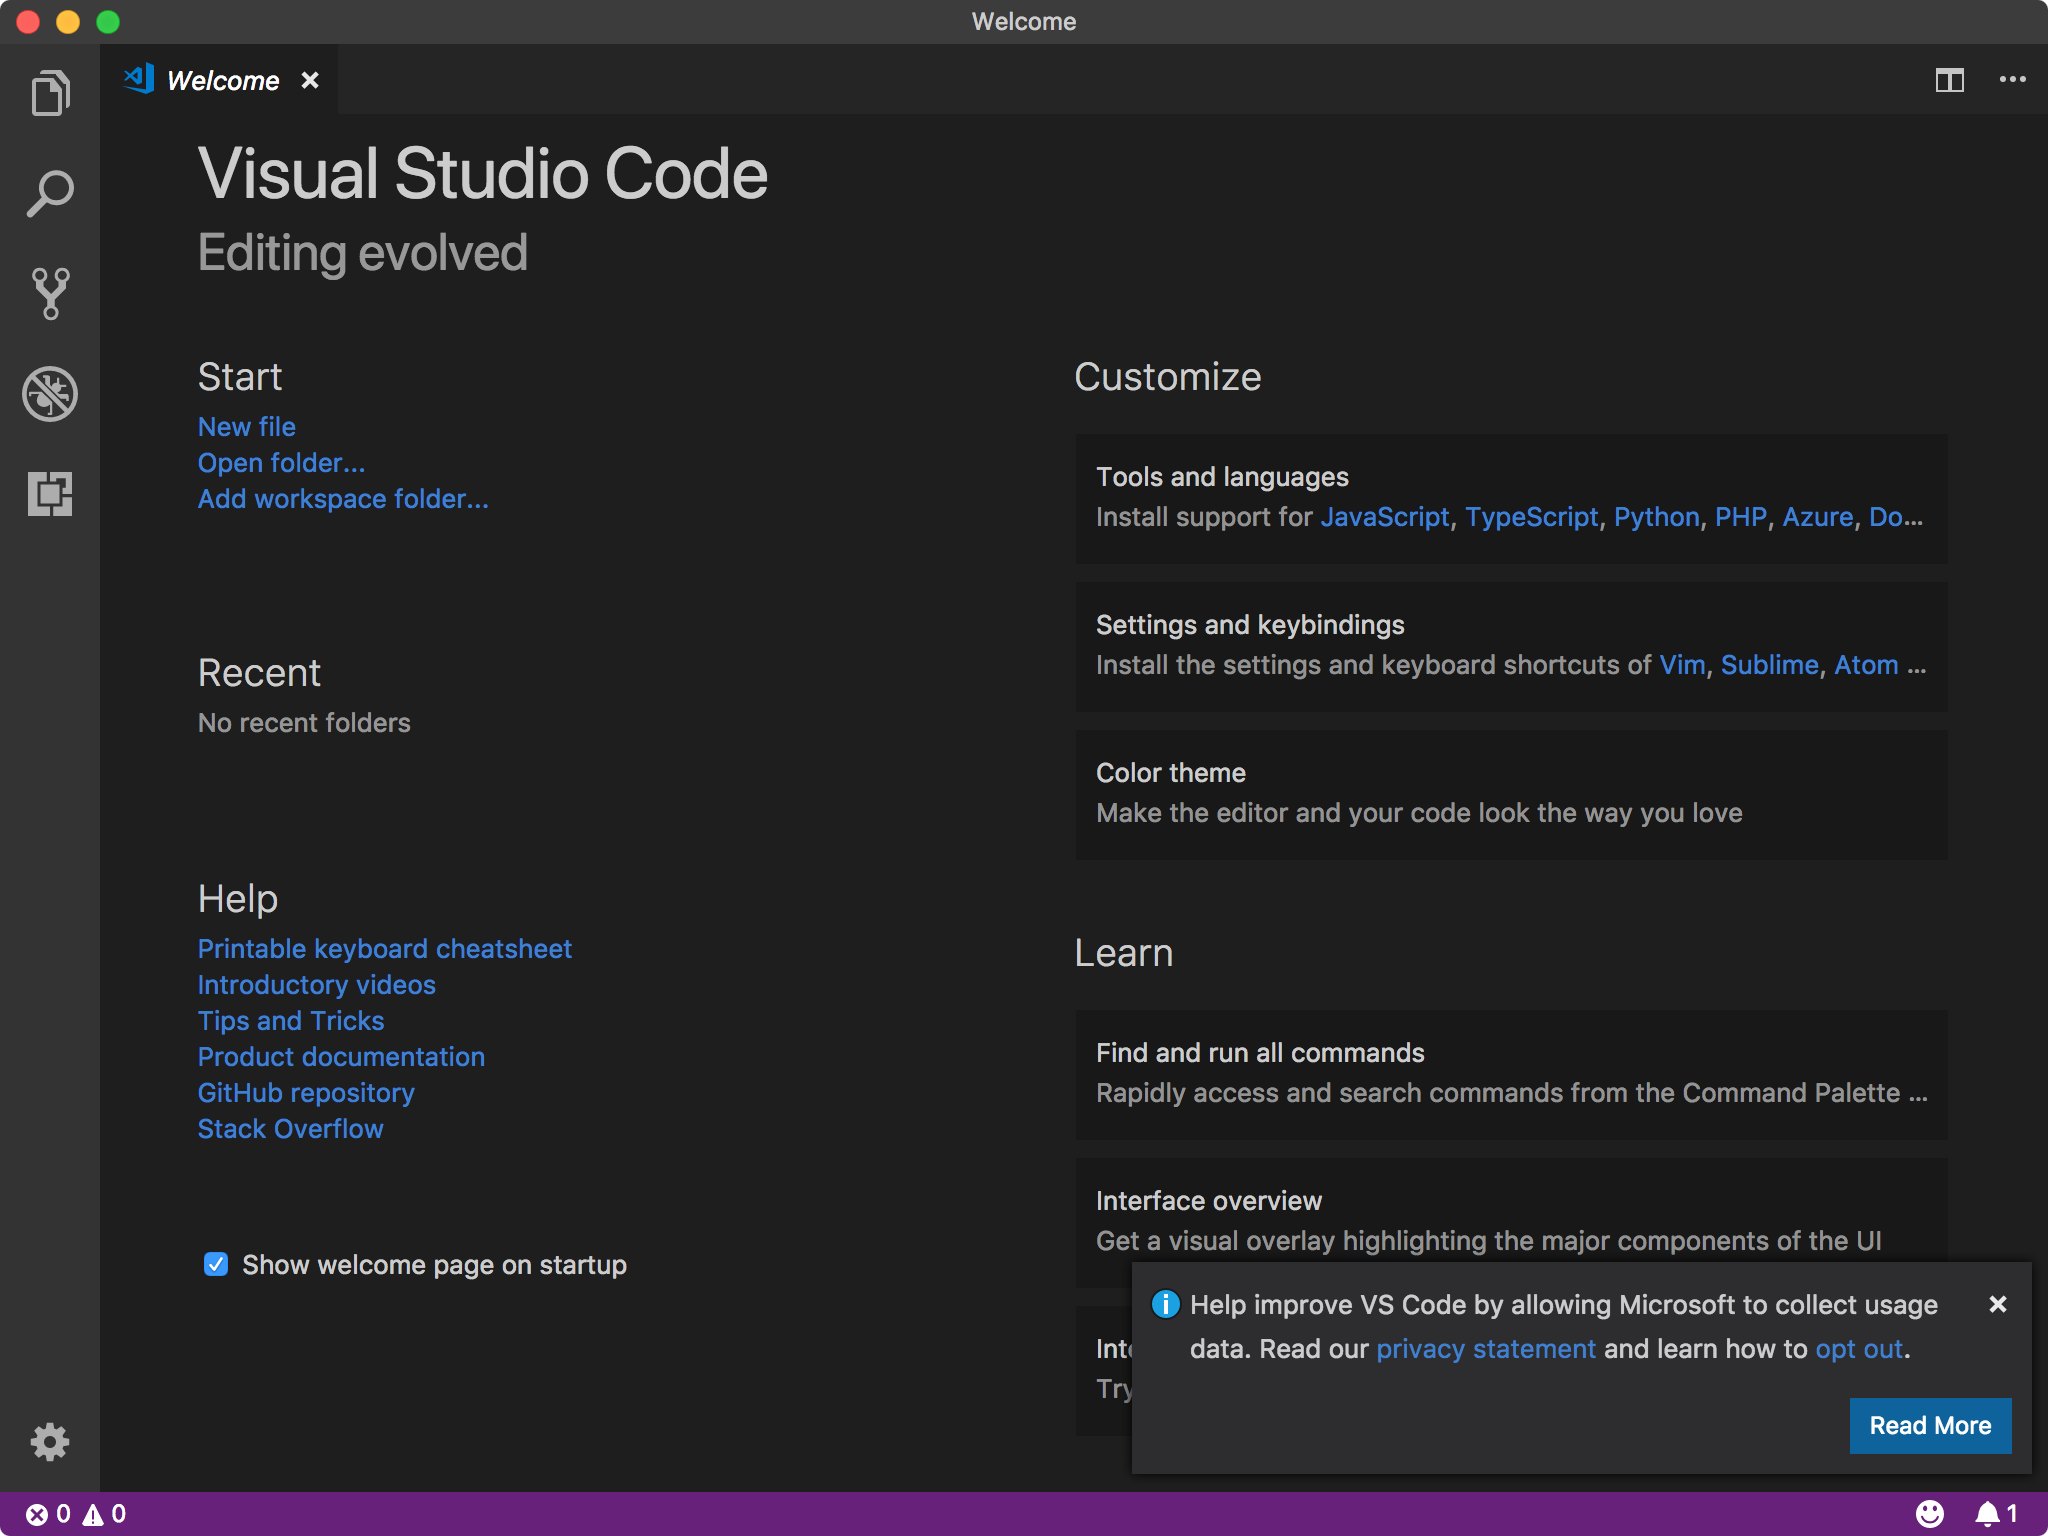 Welcome
Welcome
Visual Studio Code
Editing evolved
Start
New file
Open folder...
Add workspace folder...
Recent
No recent folders
Help
Printable keyboard cheatsheet
Introductory videos
Tips and Tricks
Product documentation
GitHub repository
Stack Overflow
Show welcome page on startup
Customize
Tools and languages
Install support for JavaScript, TypeScript, Python, PHP, Azure, Do...
Settings and keybindings
Install the settings and keyboard shortcuts of Vim, Sublime, Atom ...
Color theme
Make the editor and your code look the way you love
Learn
Find and run all commands
Rapidly access and search commands from the Command Palette ...
Interface overview
Get a visual overlay highlighting the major components of the UI
Try
Help improve VS Code by allowing Microsoft to collect usage
data. Read our privacy statement and learn how to opt out.
Read More
0 0
1